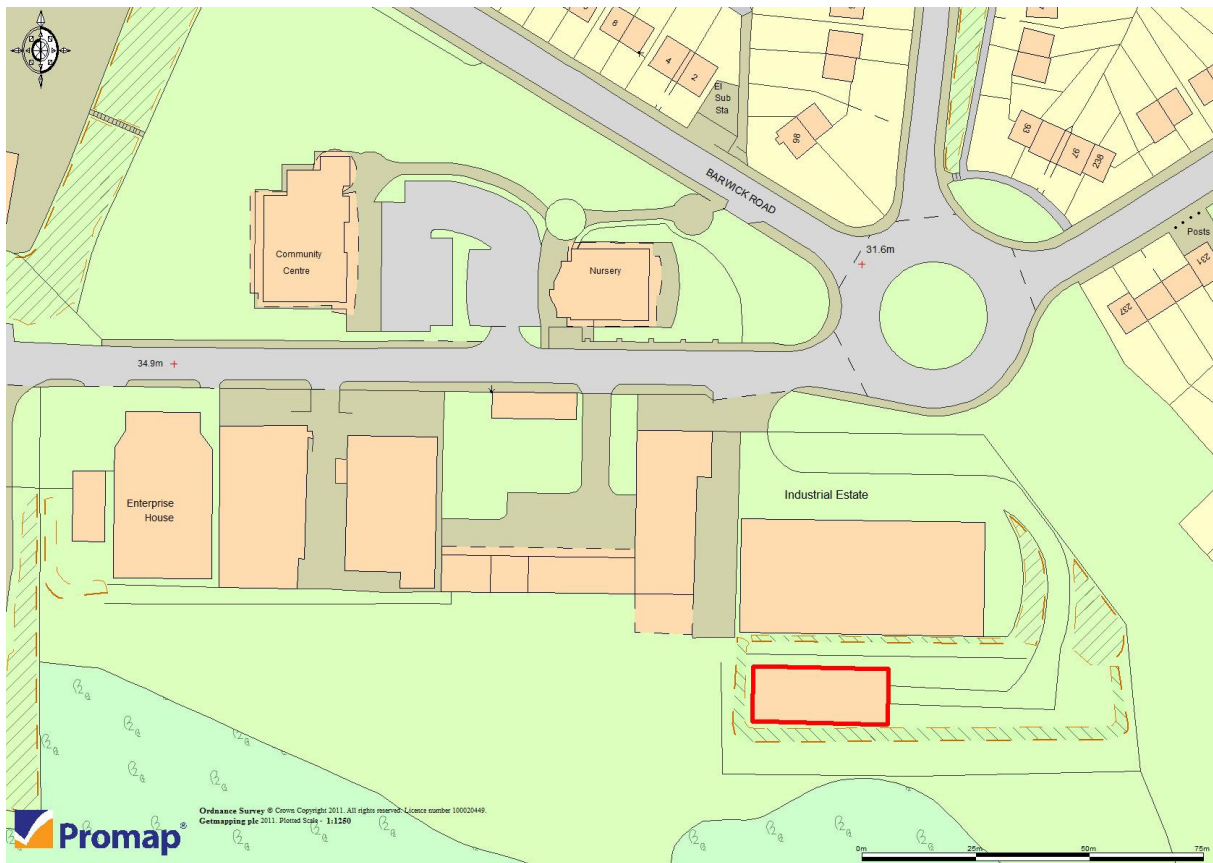 8
4
2
El
Sub
Sta
98
93
97
238
BARWICK ROAD
31.6m
Posts
231
237
Community
Centre
Nursery
34.9m
Enterprise
House
Industrial Estate
Promap®
Ordnance Survey © Crown Copyright 2011. All rights reserved. Licence number 100020449.
Getmapping plc 2011. Plotted Scale - 1:1250
0m 25m 50m 75m